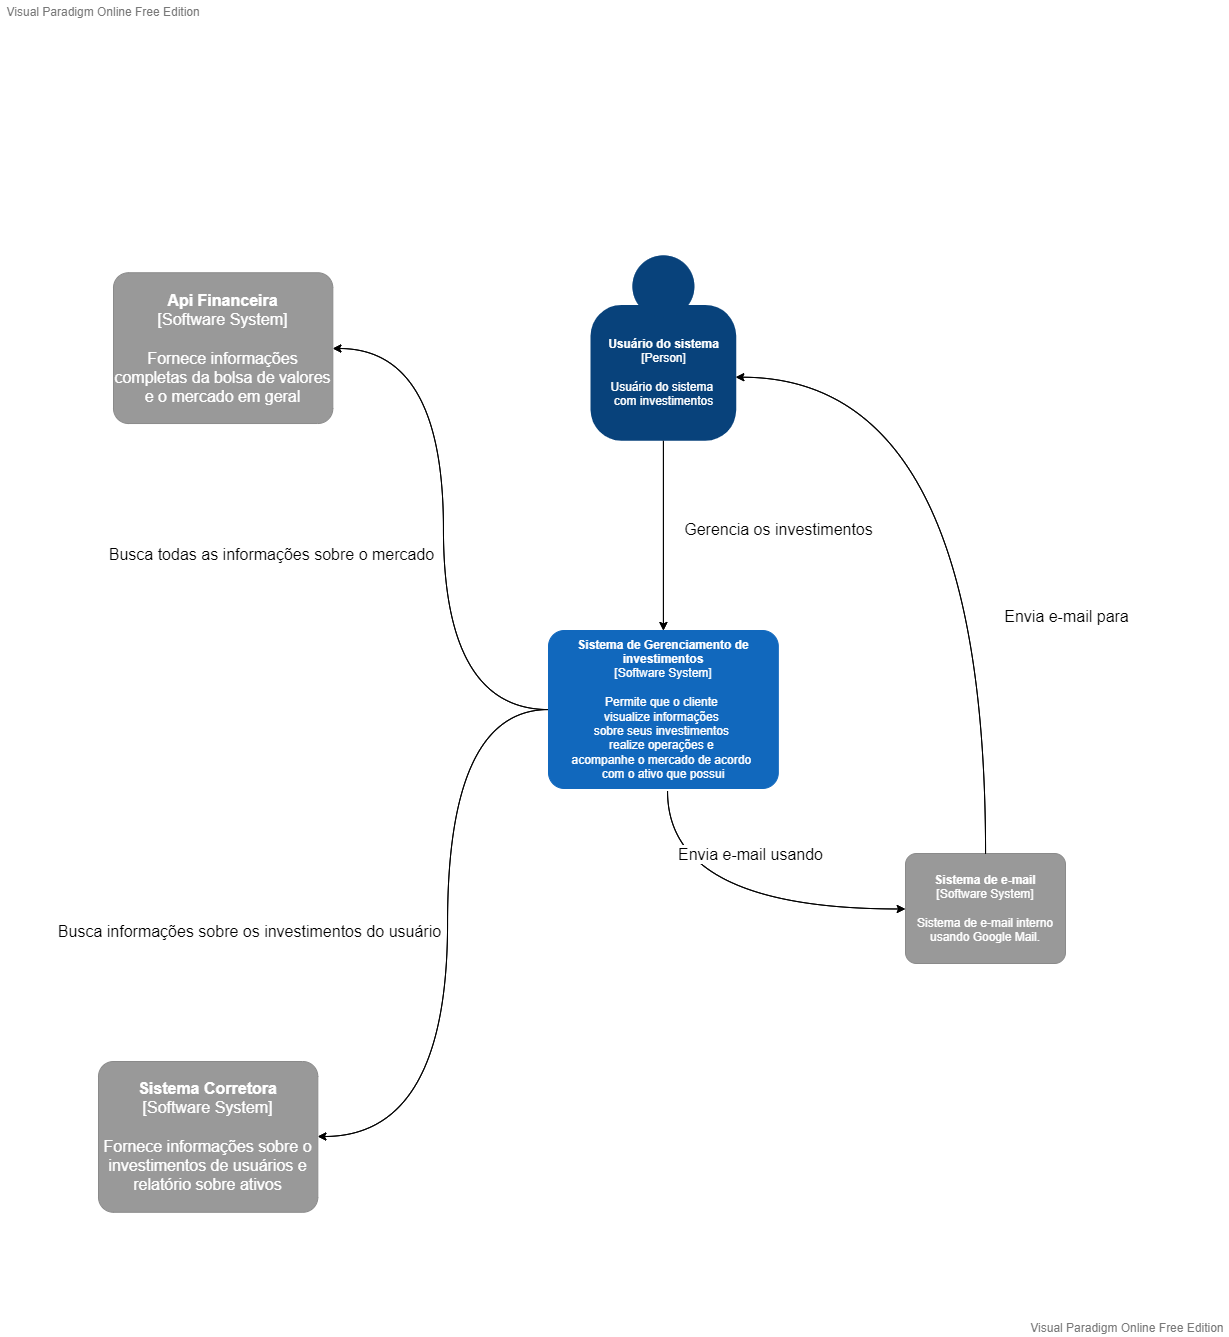 Visual Paradigm Online Free Edition
Api Financeira
[Software System]
Fornece informações
completas da bolsa de valores
e o mercado em geral
Usuário do sistema
[Person]
Usuário do sistema
com investimentos
Gerencia os investimentos
Busca todas as informações sobre o mercado
Envia e-mail para
Sistema de Gerenciamento de
investimentos
[Software System]
Permite que o cliente
visualize informações
sobre seus investimentos
realize operações e
acompanhe o mercado de acordo
com o ativo que possui
Envia e-mail usando
Sistema de e-mail
[Software System]
Sistema de e-mail interno
usando Google Mail.
Busca informações sobre os investimentos do usuário
Sistema Corretora
[Software System]
Fornece informações sobre o
investimentos de usuários e
relatório sobre ativos
Visual Paradigm Online Free Edition